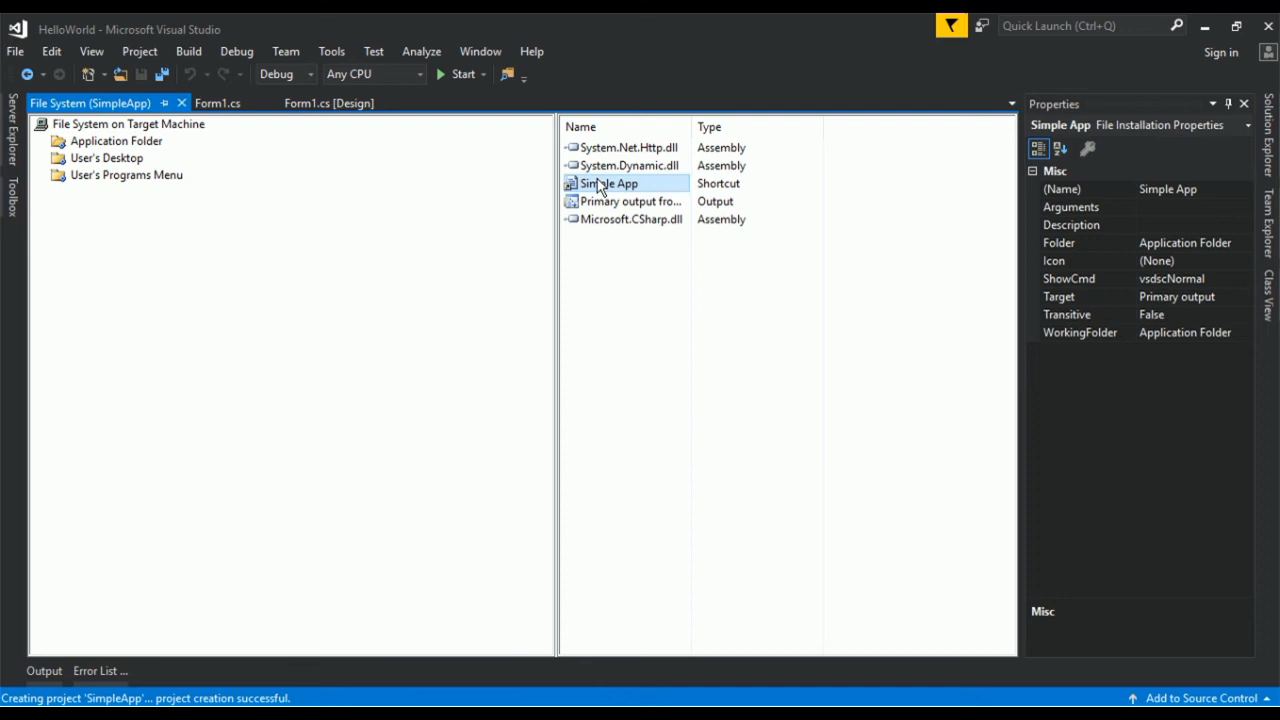 HelloWorld - Microsoft Visual Studio
Quick Launch (Ctrl+Q)
File Edit View Project Build Debug Team Tools Test Analyze Window Help
Sign in
Debug Any CPU Start
Server Explorer
Toolbox
File System (SimpleApp) Form1.cs Form1.cs [Design]
File System on Target Machine
Application Folder
User's Desktop
User's Programs Menu
Name Type
System.Net.Http.dll Assembly
System.Dynamic.dll Assembly
Simple App Shortcut
Primary output fro... Output
Microsoft.CSharp.dll Assembly
Properties
Simple App File Installation Properties
Misc
(Name) Simple App
Arguments
Description
Folder Application Folder
Icon (None)
ShowCmd vsdscNormal
Target Primary output
Transitive False
WorkingFolder Application Folder
Misc
Solution Explorer
Team Explorer
Class View
Output Error List ...
Creating project 'SimpleApp'... project creation successful.
Add to Source Control